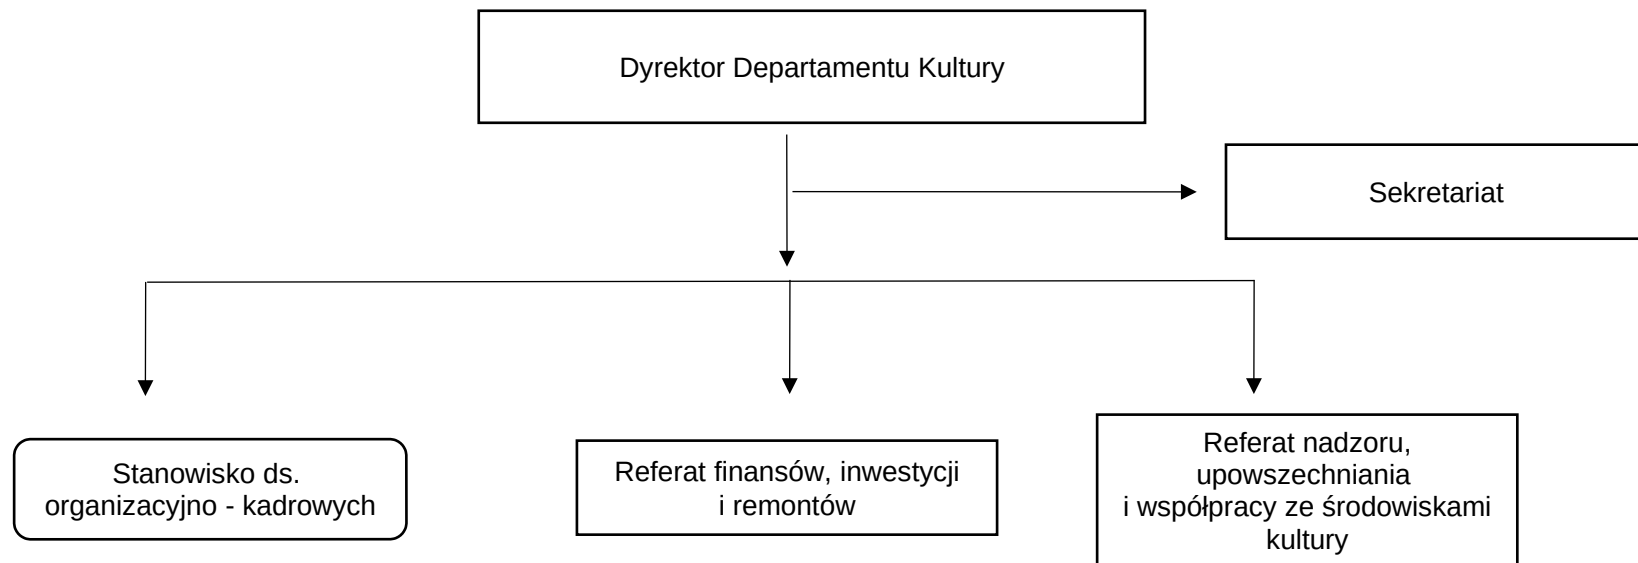 Dyrektor Departamentu Kultury
Sekretariat
Stanowisko ds.
organizacyjno - kadrowych
Referat finansów, inwestycji
i remontów
Referat nadzoru,
upowszechniania
i współpracy ze środowiskami
kultury